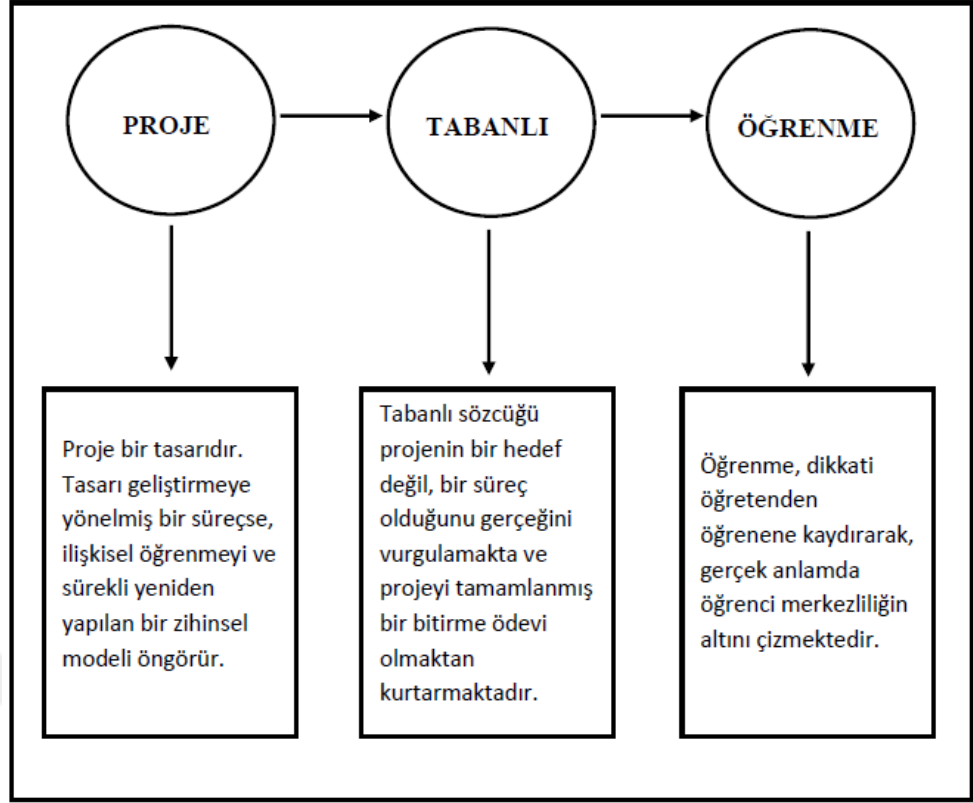 PROJE
TABANLI
ÖĞRENME
Proje bir tasarıdır.
Tasarı geliştirmeye
yönelmiş bir süreçse,
ilişkisel öğrenmeyi ve
sürekli yeniden
yapılan bir zihinsel
modeli öngörür.
Tabanlı sözcüğü
projenin bir hedef
değil, bir süreç
olduğunu gerçeğini
vurgulamakta ve
projeyi tamamlanmış
bir bitirme ödevi
olmaktan
kurtarmaktadır.
Öğrenme, dikkati
öğretenden
öğrenene kaydırarak,
gerçek anlamda
öğrenci merkezliliğin
altını çizmektedir.